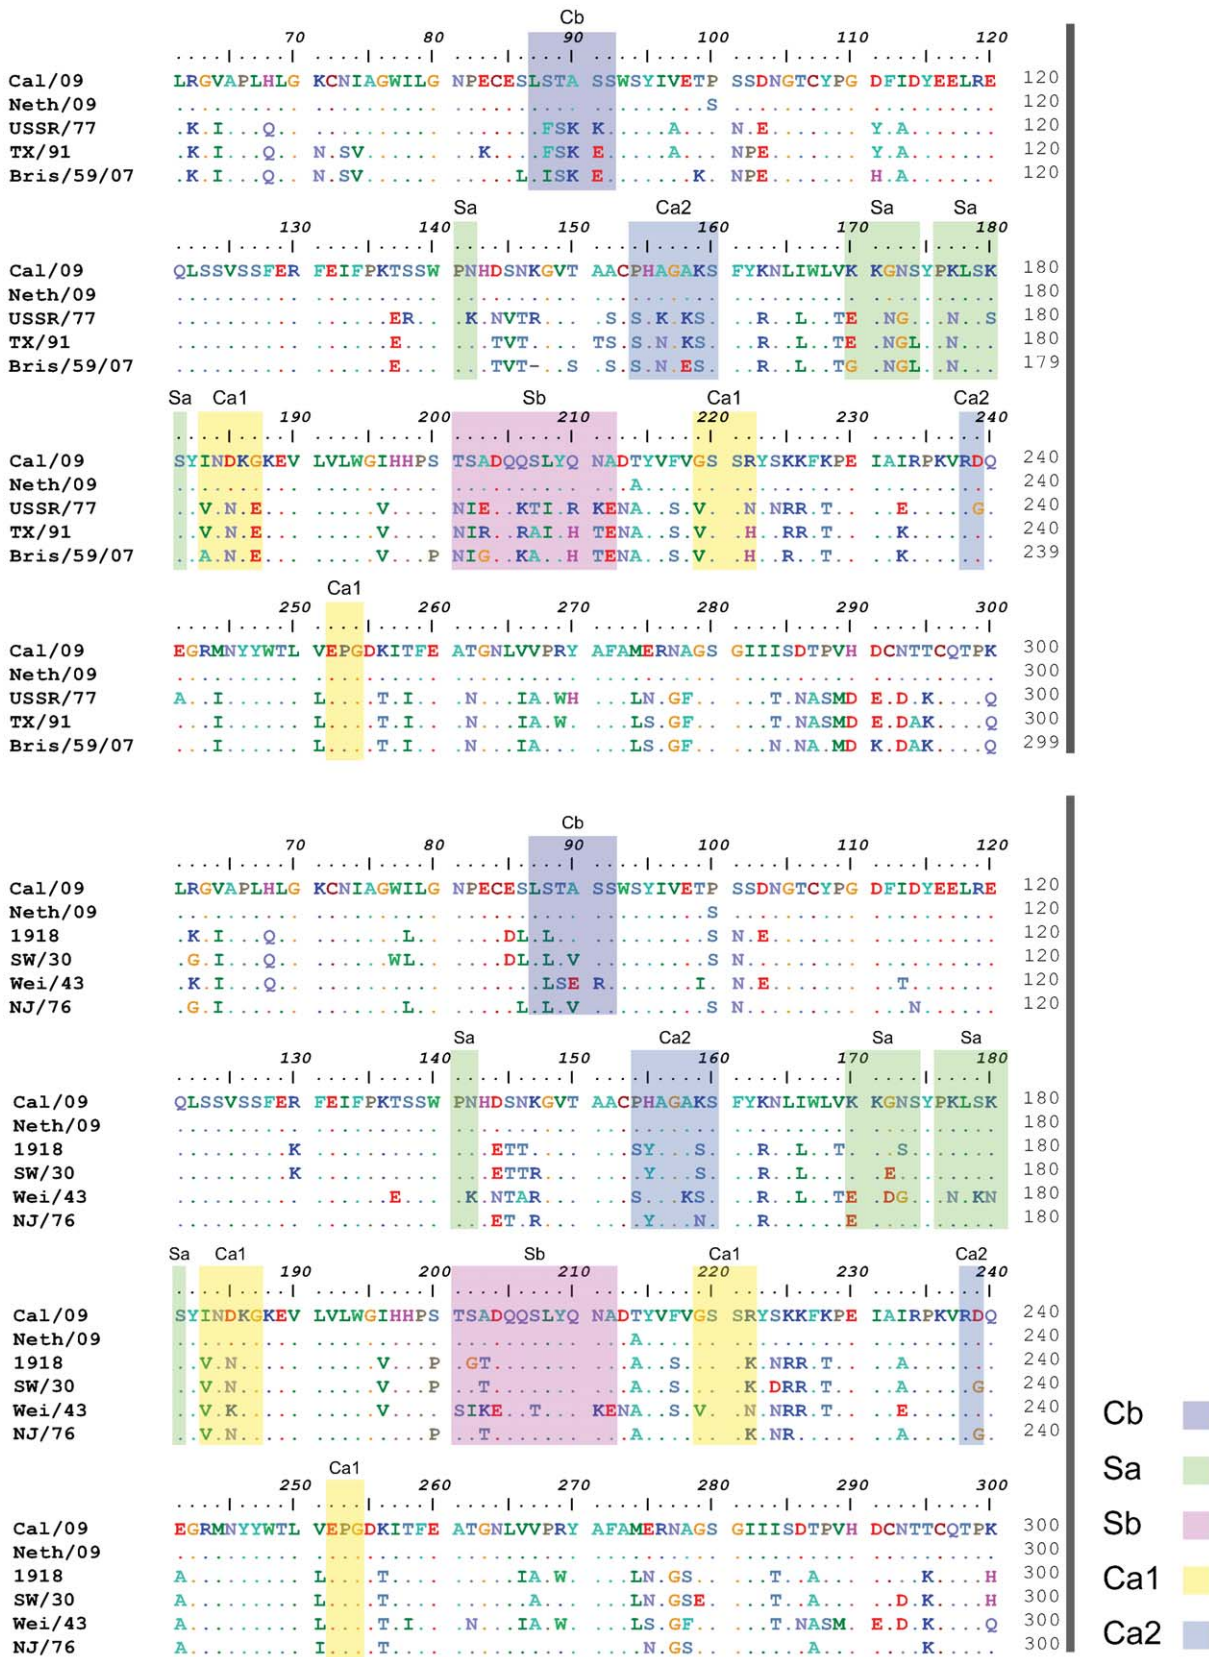 Cb
70 80 90 100 110 120
Cal/09 LRGVAPLHLG KCNIAGWILG NPECESLSTA SSWSYIVETP SSDNGTCYPG DFIDYEELRE 120
Neth/09 .......... .......... .......... .........S .......... .......... 120
USSR/77 .K.I...Q.. .......... .......FSK K.....A... N.E....... Y.A....... 120
TX/91 .K.I...Q.. N.SV...... ..K....FSK E.....A... NPE....... Y.A....... 120
Bris/59/07 .K.I...Q.. N.SV...... .....L.ISK E.......K. NPE....... H.A....... 120
Sa Ca2 Sa Sa
130 140 150 160 170 180
Cal/09 QLSSVSSFER FEIFPKTSSW PNHDSNKGVT AACPHAGAKS FYKNLIWLVK KGNSYPKLSK 180
Neth/09 .......... .......... .......... .......... .......... .......... 180
USSR/77 .......... ......ER.. .K.NVTR... .S.S.K.KS. ..R..L..TE .NG...N..S 180
TX/91 .......... ......E... ...TVT.... TS.S.N.KS. ..R..L..TE .NGL..N... 180
Bris/59/07 .......... ......E... ...TVT-..S .S.S.N.ES. ..R..L..TG .NGL..N... 179
Sa Ca1 Sb Ca1 Ca2
190 200 210 220 230 240
Cal/09 SYINDKGKEV LVLWGIHHPS TSADQQSLYQ NADTYVFVGS SRYSKKFKPE IAIRPKVRDQ 240
Neth/09 .......... .......... .......... ...A...... .......... .......... 240
USSR/77 ..V.N.E... .....V.... NIE..KTI.R KENA..S.V. .N.NRR.T.. ..E.....G. 240
TX/91 ..V.N.E... .....V.... NIR..RAI.H TENA..S.V. .H..RR.T.. ..K....... 240
Bris/59/07 ..A.N.E... .....V...P NIG..KA..H TENA..S.V. .H..RR.T.. ..K....... 239
Ca1
250 260 270 280 290 300
Cal/09 EGRMNYYWTL VEPGDKITFE ATGNLVVPRY AFAMERNAGS GIIISDTPVH DCNTTCQTPK 300
Neth/09 .......... .......... .......... .......... .......... .......... 300
USSR/77 A..I...... L....T.I.. .N...IA.WH ...LN.GF.. ...T.NASMD E.D.K....Q 300
TX/91 ...I...... L....T.I.. .N...IA.W. ...LS.GF.. ...T.NASMD E.DAK....Q 300
Bris/59/07 ...I...... L....T.I.. .N...IA... ...LS.GF.. ...N.NA.MD K.DAK....Q 299
Cb
70 80 90 100 110 120
Cal/09 LRGVAPLHLG KCNIAGWILG NPECESLSTA SSWSYIVETP SSDNGTCYPG DFIDYEELRE 120
Neth/09 .......... .......... .......... .........S .......... .......... 120
1918 .K.I...Q.. .......L.. ....DL.L.. .........S N.E....... .......... 120
SW/30 .G.I...Q.. ......WL.. ....DL.L.V .........S N......... .......... 120
Wei/43 .K.I...Q.. .......... .......LSE R.......I. N.E....... ..T....... 120
NJ/76 .G.I...... .......L.. .....L.L.V .........S N......... ...N...... 120
Sa Ca2 Sa Sa
130 140 150 160 170 180
Cal/09 QLSSVSSFER FEIFPKTSSW PNHDSNKGVT AACPHAGAKS FYKNLIWLVK KGNSYPKLSK 180
Neth/09 .......... .......... .......... .......... .......... .......... 180
1918 .........K .......... ...ETT.... ...SY...S. ..R..L..T. ..S....... 180
SW/30 .........K .......... ...ETTR... ....Y...S. ..R....... .E........ 180
Wei/43 .......... ......E... .K.NTAR... ...S...KS. ..R..L..TE .DG...N.KN 180
NJ/76 .......... .......... ...ET.R... ....Y...N. ..R......E .......... 180
Sa Ca1 Sb Ca1 Ca2
190 200 210 220 230 240
Cal/09 SYINDKGKEV LVLWGIHHPS TSADQQSLYQ NADTYVFVGS SRYSKKFKPE IAIRPKVRDQ 240
Neth/09 .......... .......... .......... ...A...... .......... .......... 240
1918 ..V.N..... .....V...P .GT....... ...A..S... .K.NRR.T.. ..A....... 240
SW/30 ..V.N..... .....V...P ..T....... ...A..S... .K.DRR.T.. ..A.....G. 240
Wei/43 ..V.K..... .....V.... SIKE..T... KENA..S.V. .N.NRR.T.. ..E....... 240
NJ/76 ..V.N..... .........P ..T....... ...A...... .K.NR..... ..A.....G. 240
Ca1
250 260 270 280 290 300
Cal/09 EGRMNYYWTL VEPGDKITFE ATGNLVVPRY AFAMERNAGS GIIISDTPVH DCNTTCQTPK 300
Neth/09 .......... .......... .......... .......... .......... .......... 300
1918 A......... L....T.... .....IA.W. ...LN.GS.. ...T..A... ....K....H 300
SW/30 A......... L....T.... ......A... ...LN.GSE. ...T..A... ..D.K....H 300
Wei/43 A......... L....T.I.. .N...IA.W. ...LS.GF.. ...T.NASM. E.D.K....Q 300
NJ/76 A......... I....T.... .......... ....N.GS.. ......A... ....K..... 300
Cb
Sa
Sb
Ca1
Ca2